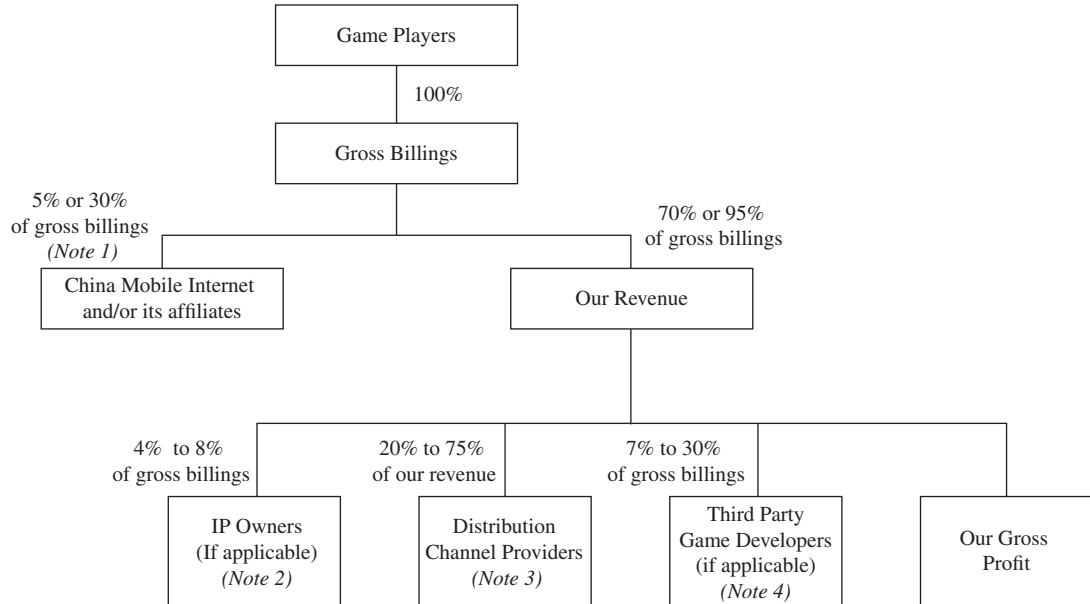 Game Players
100%
Gross Billings
5% or 30%
of gross billings
(Note 1)
70% or 95%
of gross billings
China Mobile Internet
and/or its affiliates
Our Revenue
4% to 8%
of gross billings
20% to 75%
of our revenue
7% to 30%
of gross billings
IP Owners
(If applicable)
(Note 2)
Distribution
Channel Providers
(Note 3)
Third Party
Game Developers
(if applicable)
(Note 4)
Our Gross
Profit